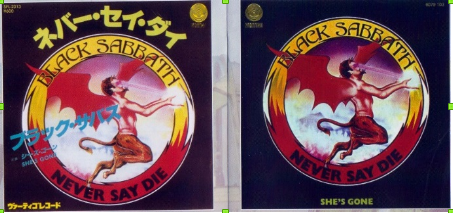 ネバー・セイ・ダイ
BLACK SABBATH
ブラック・サバス
SHE'S GONE
NEVER SAY DIE
ヴァーティゴレコード
BLACK SABBATH
NEVER SAY DIE
SHE'S GONE